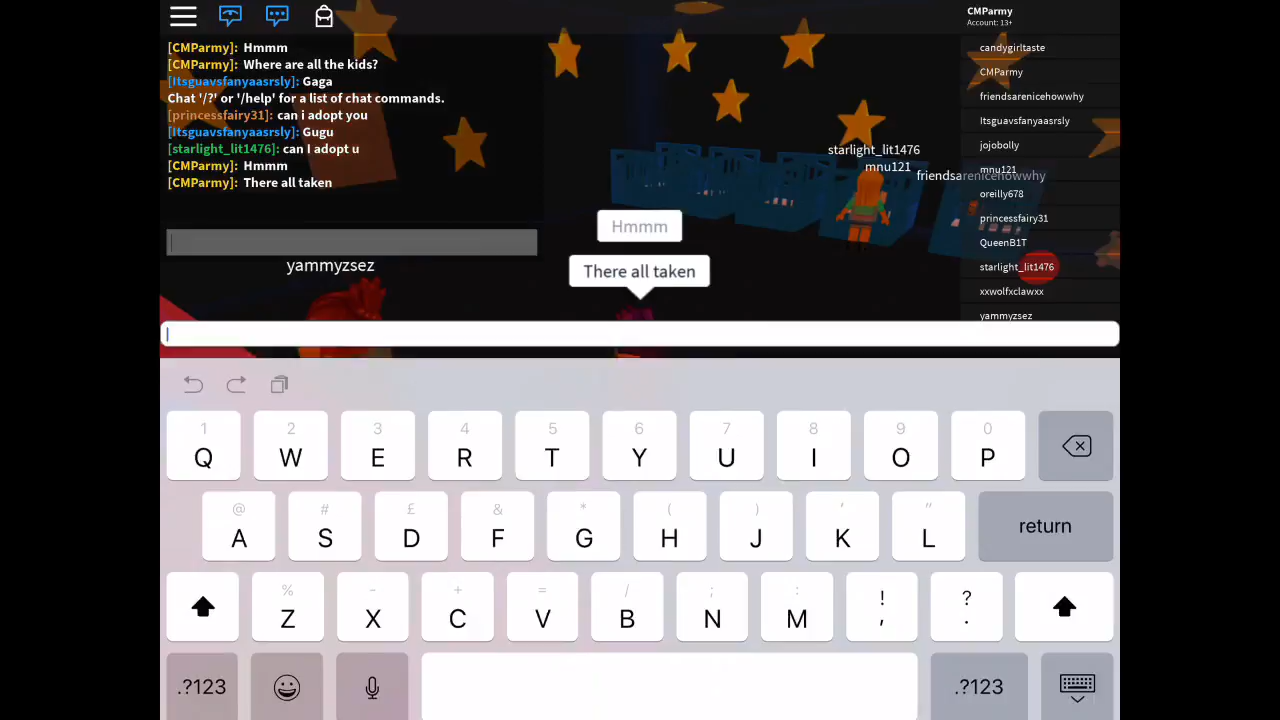 CMParmy
Account: 13+
[CMParmy]: Hmmm
[CMParmy]: Where are all the kids?
[Itsguavsfanyaasrsly]: Gaga
Chat '/?' or '/help' for a list of chat commands.
[princessfairy31]: can i adopt you
[Itsguavsfanyaasrsly]: Gugu
[starlight_lit1476]: can I adopt u
[CMParmy]: Hmmm
[CMParmy]: There all taken
candygirltaste
CMParmy
friendsarenicehowwhy
Itsguavsfanyaasrsly
jojobolly
mnu121
oreilly678
princessfairy31
QueenB1T
starlight_lit1476
xxwolfxclawxx
yammyzsez
starlight_lit1476
mnu121
friendsarenicehowwhy
Hmmm
There all taken
yammyzsez
1 2 3 4 5 6 7 8 9 0
Q W E R T Y U I O P
@ # £ & * ( ) ' "
A S D F G H J K L return
% - + = / ; : ! ?
Z X C V B N M , .
.?123 .?123